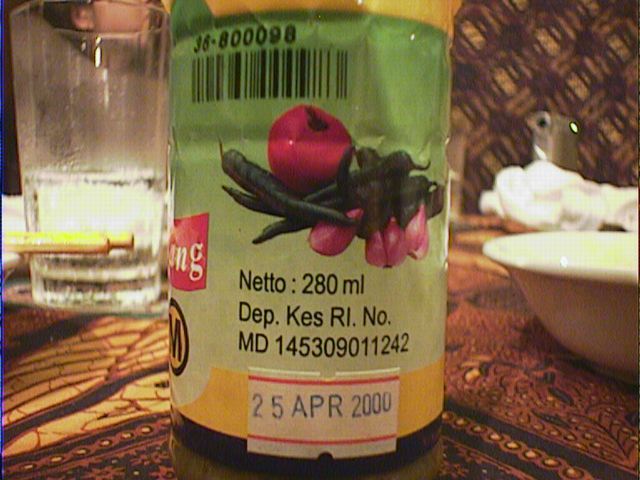 36-800098
ong
Netto : 280 ml
Dep. Kes RI. No.
M
MD 145309011242
25 APR 2000